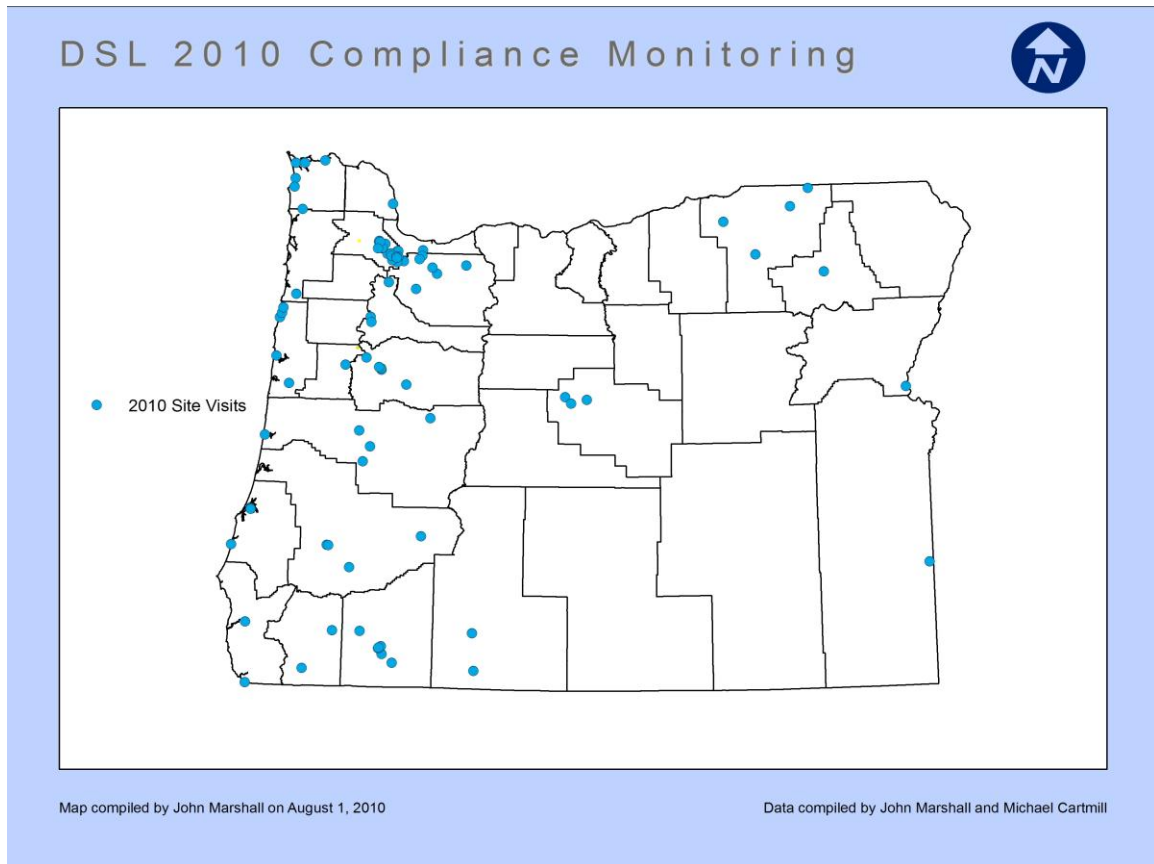 DSL 2010 Compliance Monitoring
N
2010 Site Visits
Map compiled by John Marshall on August 1, 2010
Data compiled by John Marshall and Michael Cartmill